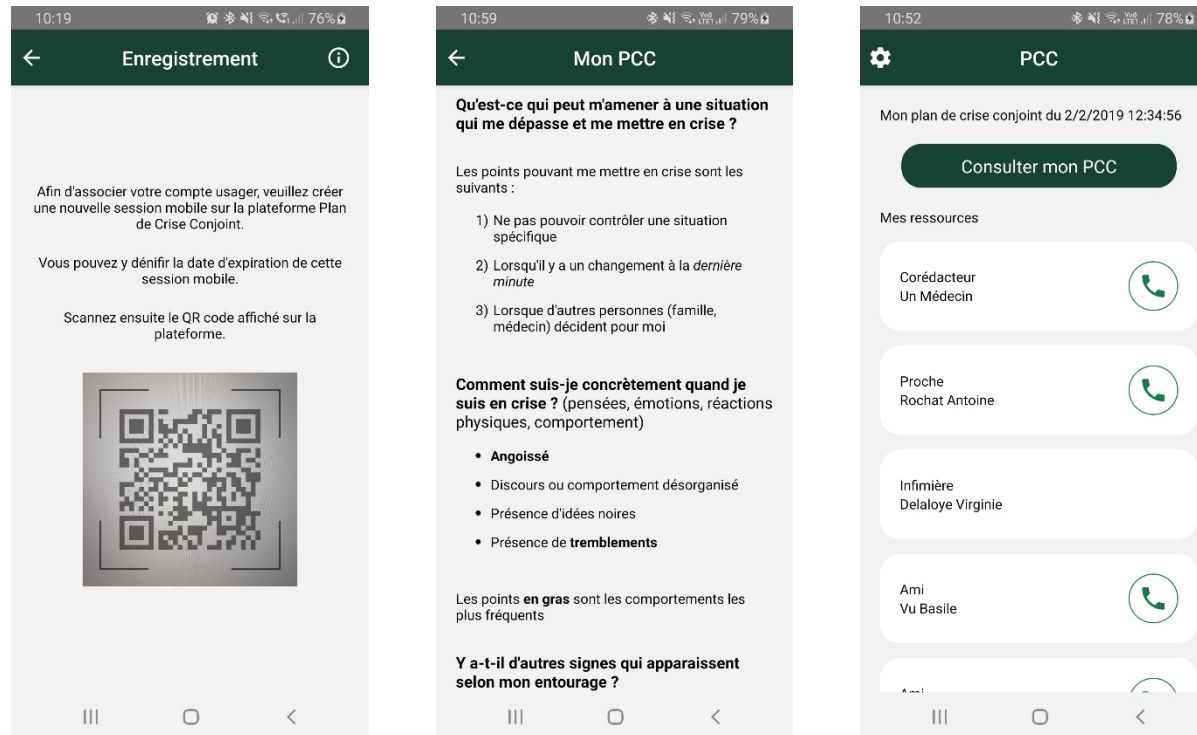 10:19
76%
Enregistrement
Afin d'associer votre compte usager, veuillez créer
une nouvelle session mobile sur la plateforme Plan
de Crise Conjoint.
Vous pouvez y dénifir la date d'expiration de cette
session mobile.
Scannez ensuite le QR code affiché sur la
plateforme.
10:59
79%
Mon PCC
Qu'est-ce qui peut m'amener à une situation
qui me dépasse et me mettre en crise ?
Les points pouvant me mettre en crise sont les
suivants :
1) Ne pas pouvoir contrôler une situation
spécifique
2) Lorsqu'il y a un changement à la dernière
minute
3) Lorsque d'autres personnes (famille,
médecin) décident pour moi
Comment suis-je concrètement quand je
suis en crise ? (pensées, émotions, réactions
physiques, comportement)
• Angoissé
• Discours ou comportement désorganisé
• Présence d'idées noires
• Présence de tremblements
Les points en gras sont les comportements les
plus fréquents
Y a-t-il d'autres signes qui apparaissent
selon mon entourage ?
10:52
78%
PCC
Mon plan de crise conjoint du 2/2/2019 12:34:56
Consulter mon PCC
Mes ressources
Corédacteur
Un Médecin
Proche
Rochat Antoine
Infimière
Delaloye Virginie
Ami
Vu Basile